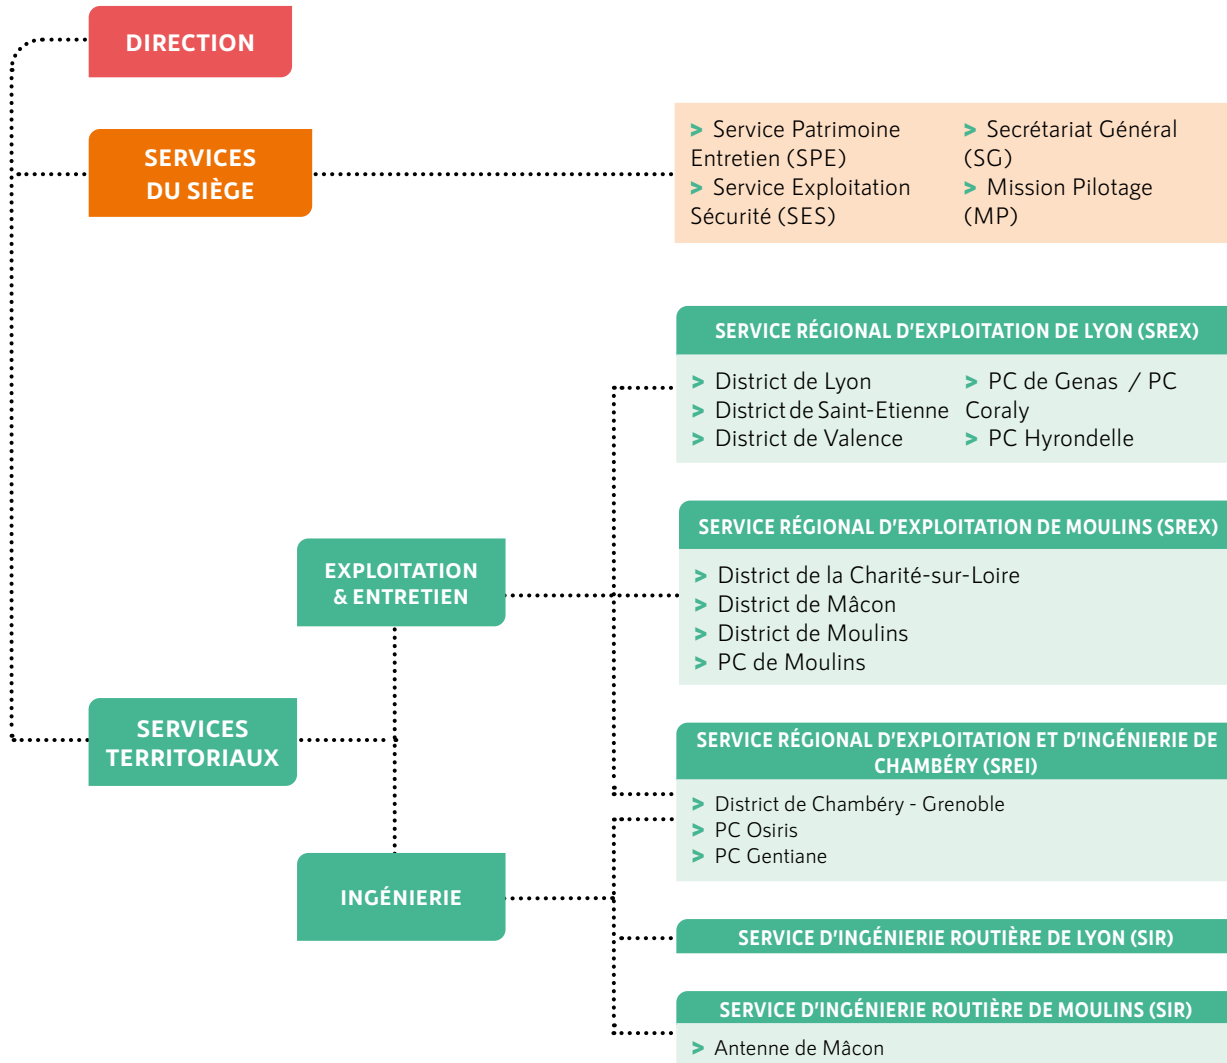 DIRECTION
SERVICES
DU SIÈGE
> Service Patrimoine
Entretien (SPE)
> Service Exploitation
Sécurité (SES)
> Secrétariat Général
(SG)
> Mission Pilotage
(MP)
SERVICE RÉGIONAL D'EXPLOITATION DE LYON (SREX)
> District de Lyon
> District de Saint-Etienne
> District de Valence
> PC de Genas / PC
Coraly
> PC Hyrondelle
SERVICE RÉGIONAL D'EXPLOITATION DE MOULINS (SREX)
> District de la Charité-sur-Loire
> District de Mâcon
> District de Moulins
> PC de Moulins
EXPLOITATION
& ENTRETIEN
SERVICES
TERRITORIAUX
SERVICE RÉGIONAL D'EXPLOITATION ET D'INGÉNIERIE DE
CHAMBÉRY (SREI)
> District de Chambéry - Grenoble
> PC Osiris
> PC Gentiane
INGÉNIERIE
SERVICE D'INGÉNIERIE ROUTIÈRE DE LYON (SIR)
SERVICE D'INGÉNIERIE ROUTIÈRE DE MOULINS (SIR)
> Antenne de Mâcon